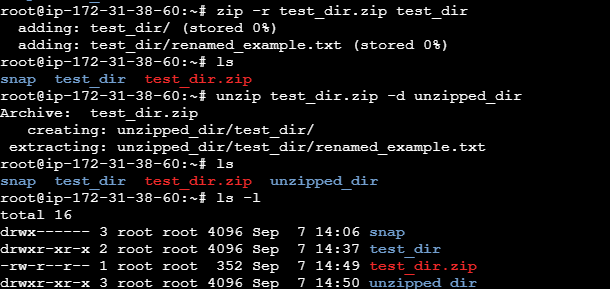 root@ip-172-31-38-60:~# zip -r test_dir.zip test_dir
  adding: test_dir/ (stored 0%)
  adding: test_dir/renamed_example.txt (stored 0%)
root@ip-172-31-38-60:~# ls
snap  test_dir  test_dir.zip
root@ip-172-31-38-60:~# unzip test_dir.zip -d unzipped_dir
Archive:  test_dir.zip
   creating: unzipped_dir/test_dir/
 extracting: unzipped_dir/test_dir/renamed_example.txt
root@ip-172-31-38-60:~# ls
snap  test_dir  test_dir.zip  unzipped_dir
root@ip-172-31-38-60:~# ls -l
total 16
drwx------ 3 root root 4096 Sep  7 14:06 snap
drwxr-xr-x 2 root root 4096 Sep  7 14:37 test_dir
-rw-r--r-- 1 root root  352 Sep  7 14:49 test_dir.zip
drwxr-xr-x 3 root root 4096 Sep  7 14:50 unzipped_dir